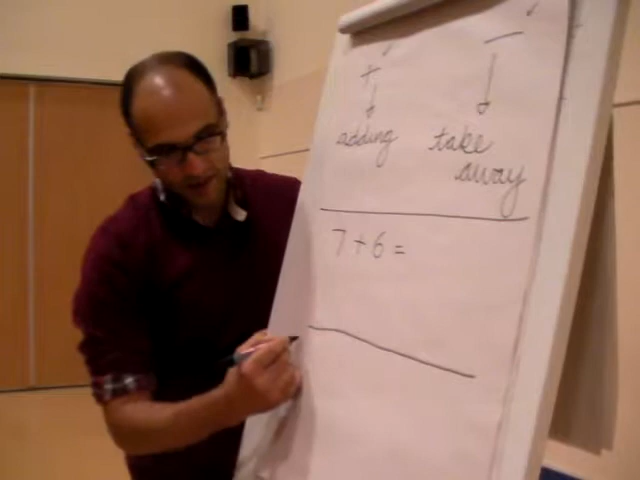 + −
adding take
away
7 + 6 =